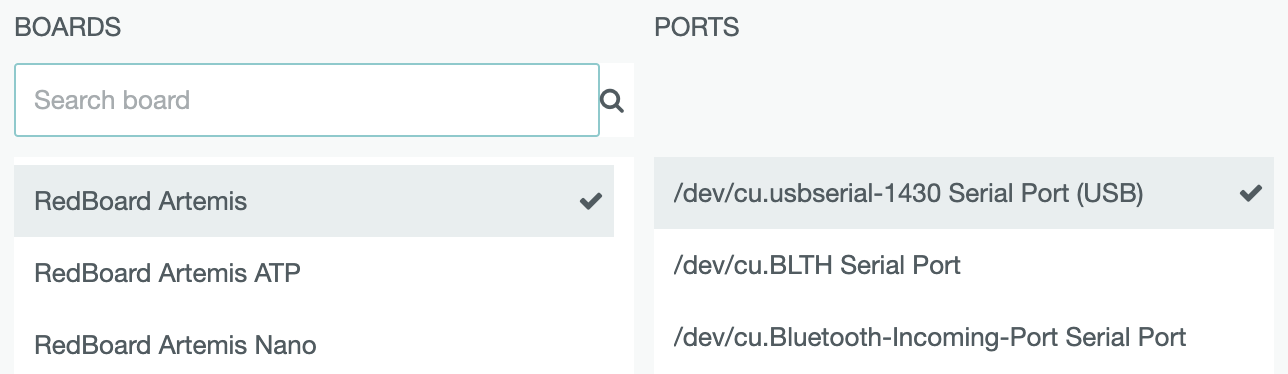 BOARDS
Search board
RedBoard Artemis
RedBoard Artemis ATP
RedBoard Artemis Nano
PORTS
/dev/cu.usbserial-1430 Serial Port (USB)
/dev/cu.BLTH Serial Port
/dev/cu.Bluetooth-Incoming-Port Serial Port